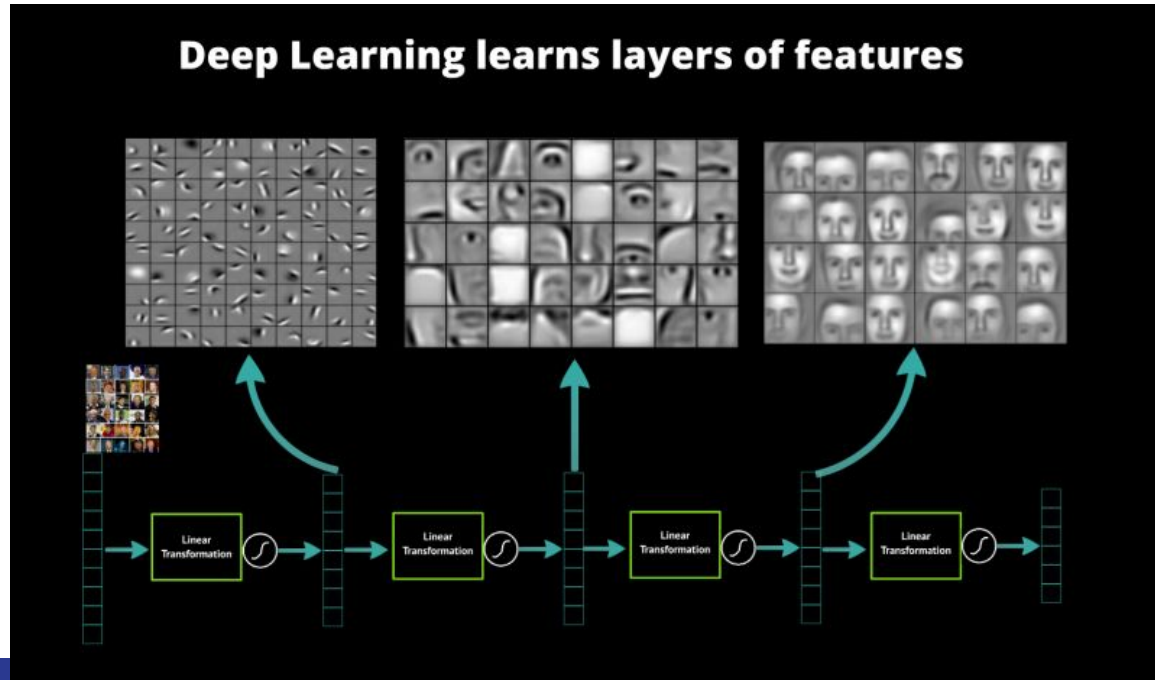 Deep Learning learns layers of features
Linear
Transformation
Linear
Transformation
Linear
Transformation
Linear
Transformation